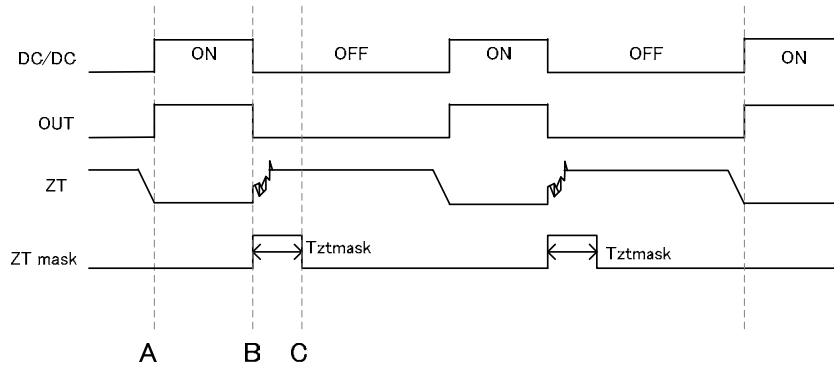 DC/DC ON OFF ON OFF ON
OUT
ZT
ZT mask Tztmask Tztmask
A B C